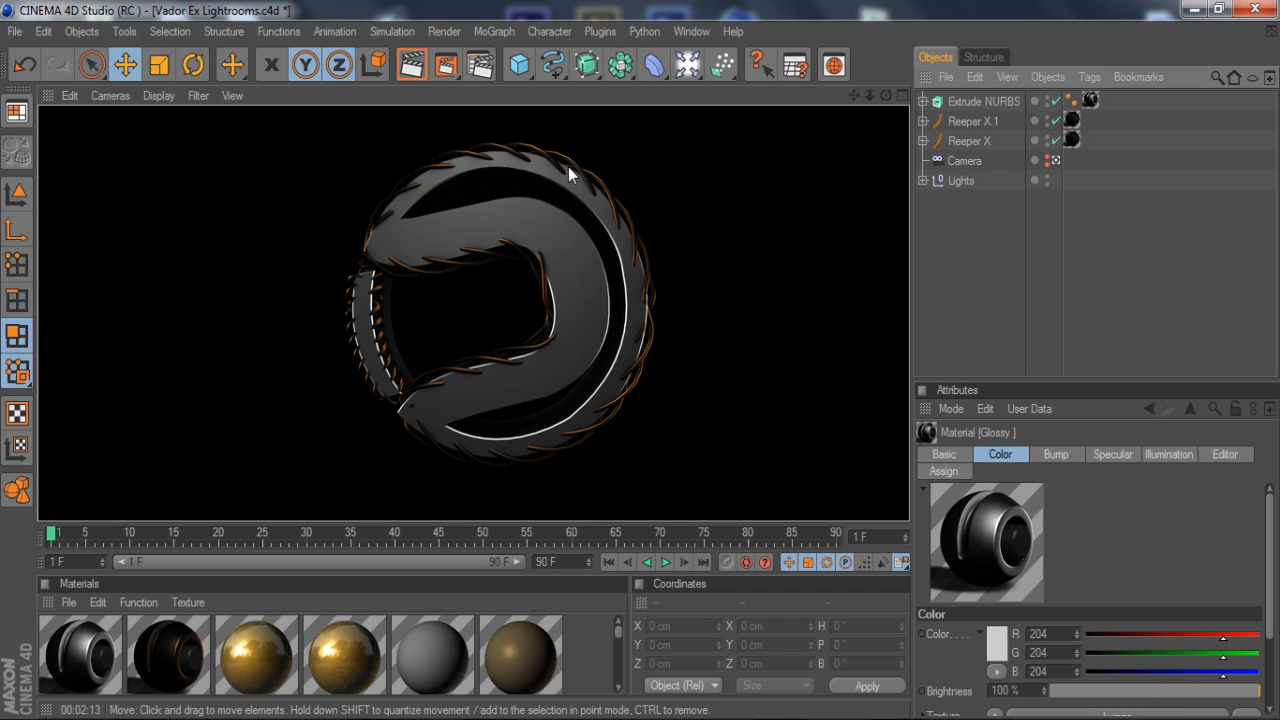 CINEMA 4D Studio (RC ) - [Vador Ex Lightrooms.c4d *]
File Edit Objects Tools Selection Structure Functions Animation Simulation Render MoGraph Character Plugins Python Window Help
X Y Z
Objects Structure
File Edit View Objects Tags Bookmarks
Edit Cameras Display Filter View
Extrude NURBS
Reeper X.1
Reeper X
Camera
Lights
Attributes
Mode Edit User Data
Material [Glossy ]
Basic Color Bump Specular Illumination Editor
Assign
1 5 10 15 20 25 30 35 40 45 50 55 60 65 70 75 80 85 90 1 F
1 F 1 F 90 F 90 F
Materials
File Edit Function Texture
Coordinates
-- -- --
X 0 cm X 0 cm H 0 °
Y 0 cm Y 0 cm P 0 °
Z 0 cm Z 0 cm B 0 °
Object (Rel) Size Apply
Color
Color. . . . R 204
G 204
B 204
Brightness 100 %
MAXON CINEMA 4D
00:02:13 Move: Click and drag to move elements. Hold down SHIFT to quantize movement / add to the selection in point mode, CTRL to remove.